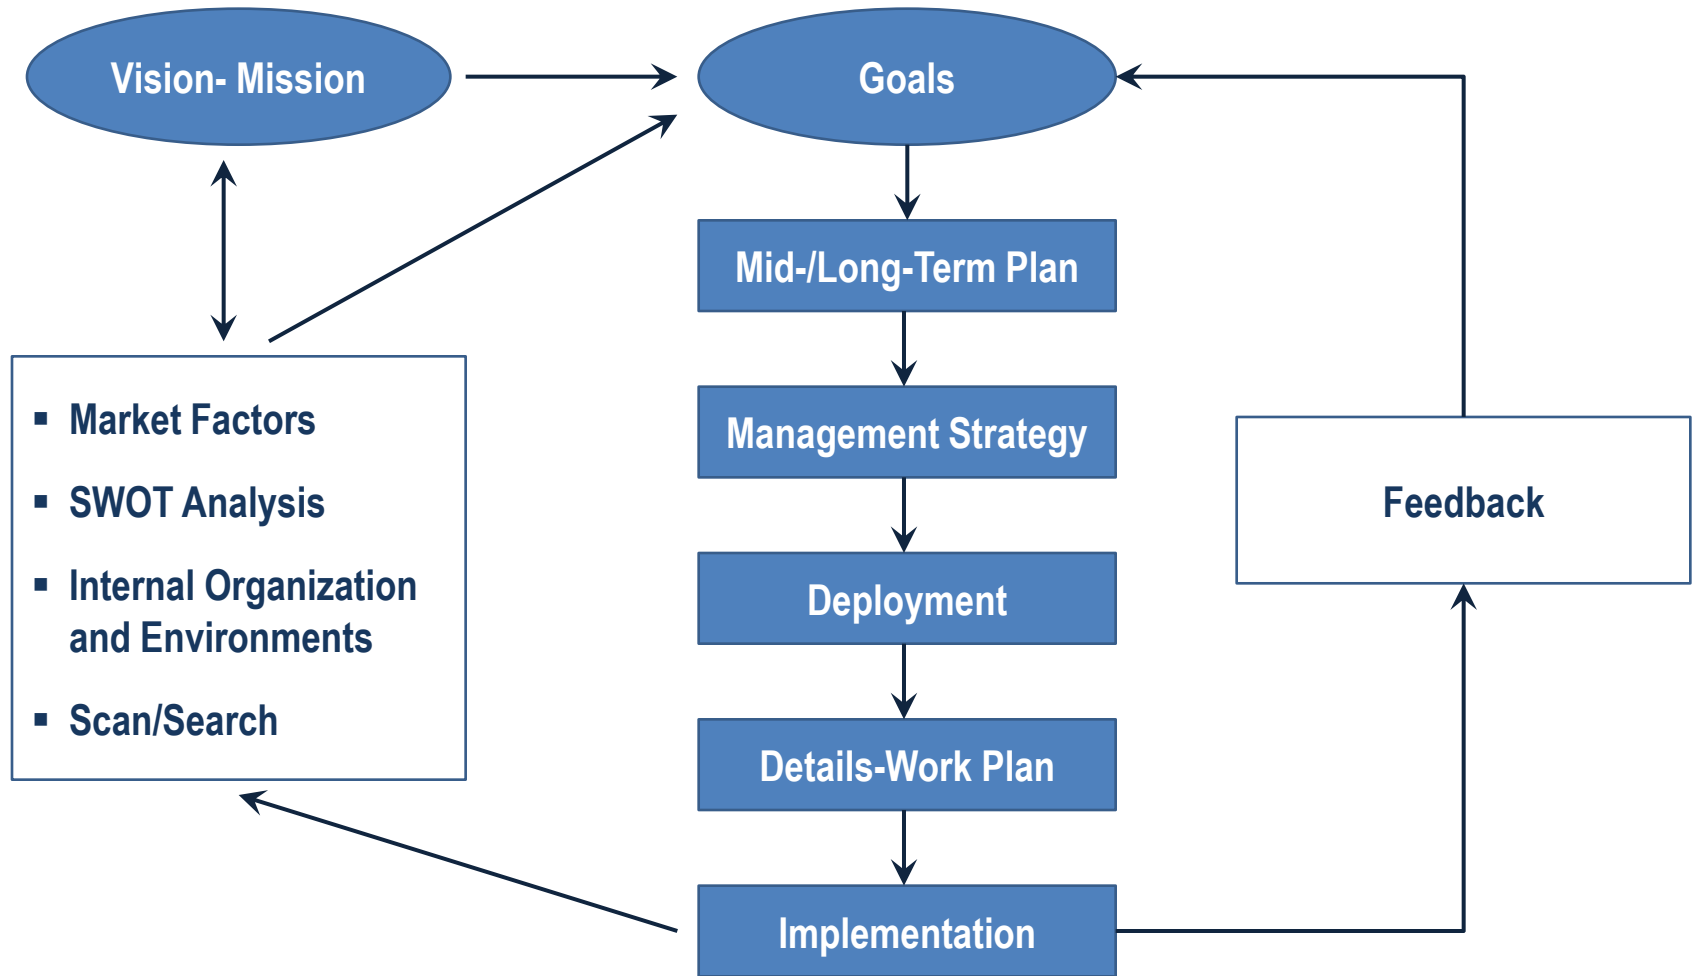 Vision- Mission
Goals
Mid-/Long-Term Plan
▪ Market Factors
Management Strategy
▪ SWOT Analysis
Feedback
▪ Internal Organization
and Environments
Deployment
▪ Scan/Search
Details-Work Plan
Implementation